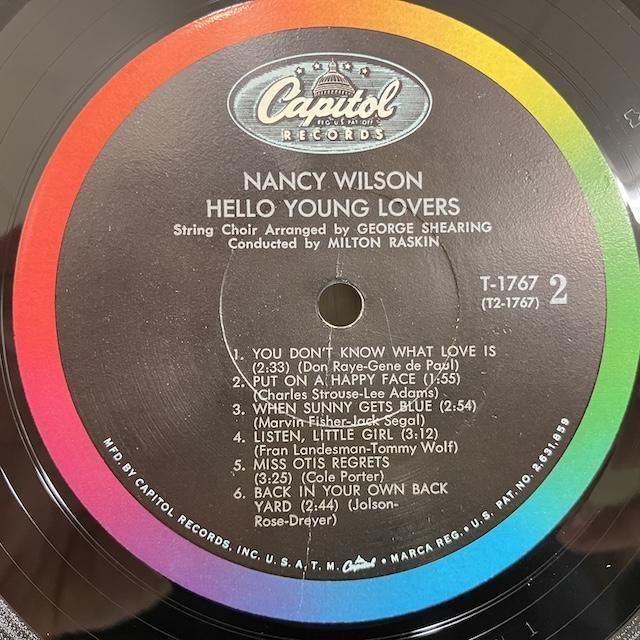 Capitol
REG. U.S. PAT. OFF.
RECORDS
NANCY WILSON
HELLO YOUNG LOVERS
String Choir Arranged by GEORGE SHEARING
Conducted by MILTON RASKIN
T-1767 2
(T2-1767)
1. YOU DON'T KNOW WHAT LOVE IS
(2:33) (Don Raye-Gene de Paul)
2. PUT ON A HAPPY FACE (1:55)
(Charles Strouse-Lee Adams)
3. WHEN SUNNY GETS BLUE (2:54)
(Marvin Fisher-Jack Segal)
4. LISTEN, LITTLE GIRL (3:12)
(Fran Landesman-Tommy Wolf)
5. MISS OTIS REGRETS
(3:25) (Cole Porter)
6. BACK IN YOUR OWN BACK
YARD (2:44) (Jolson-
Rose-Dreyer)
MFD. BY CAPITOL RECORDS, INC. U.S.A. T.M. Capitol • MARCA REG. • U.S. PAT. NO. 2,631,859
1